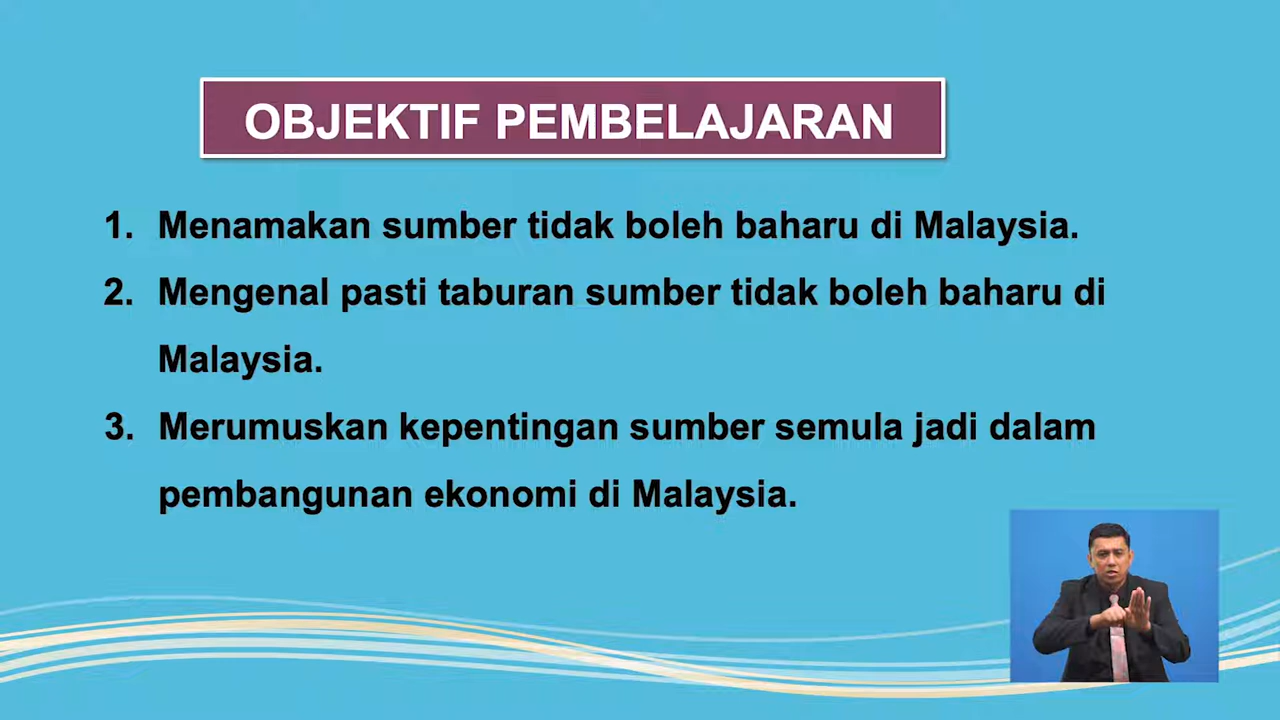 OBJEKTIF PEMBELAJARAN
1. Menamakan sumber tidak boleh baharu di Malaysia.
2. Mengenal pasti taburan sumber tidak boleh baharu di
Malaysia.
3. Merumuskan kepentingan sumber semula jadi dalam
pembangunan ekonomi di Malaysia.